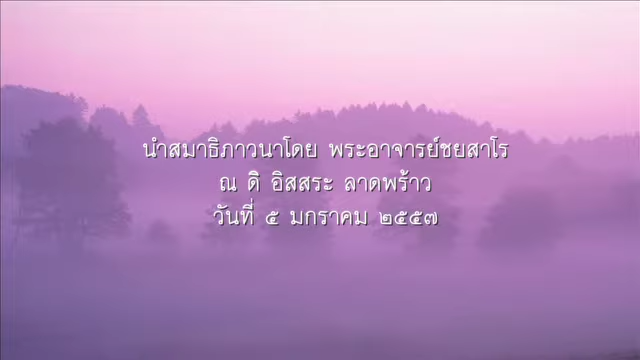 นำสมาธิภาวนาโดย พระอาจารย์ชยสาโร
ณ ดิ อิสสระ ลาดพร้าว
วันที่ ๕ มกราคม ๒๕๕๗